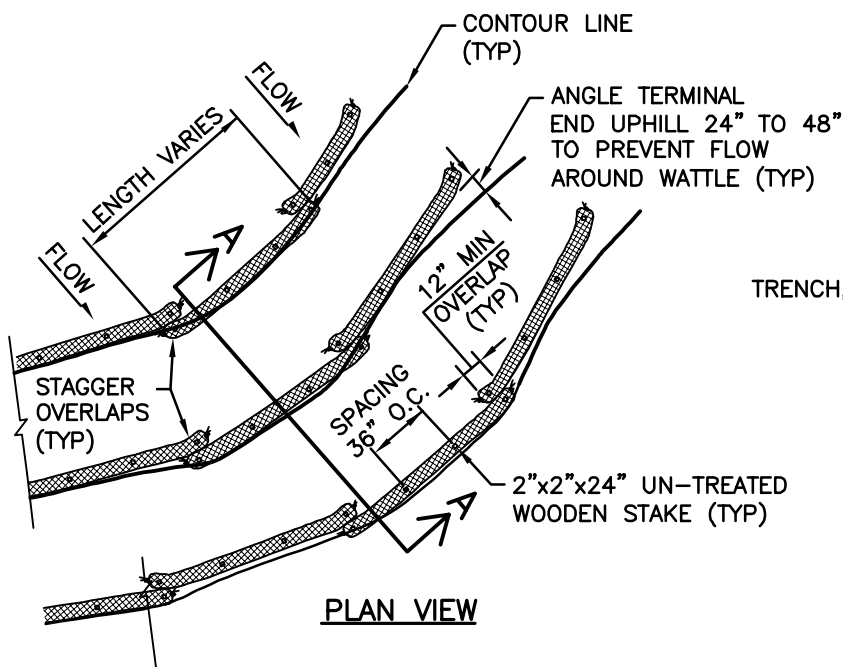 CONTOUR LINE
(TYP)
FLOW
ANGLE TERMINAL
END UPHILL 24” TO 48”
TO PREVENT FLOW
AROUND WATTLE (TYP)
LENGTH VARIES
FLOW
A
12” MIN
OVERLAP
(TYP)
TRENCH,
STAGGER
OVERLAPS
(TYP)
SPACING
36” O.C.
2”x2”x24” UN-TREATED
WOODEN STAKE (TYP)
A
PLAN VIEW